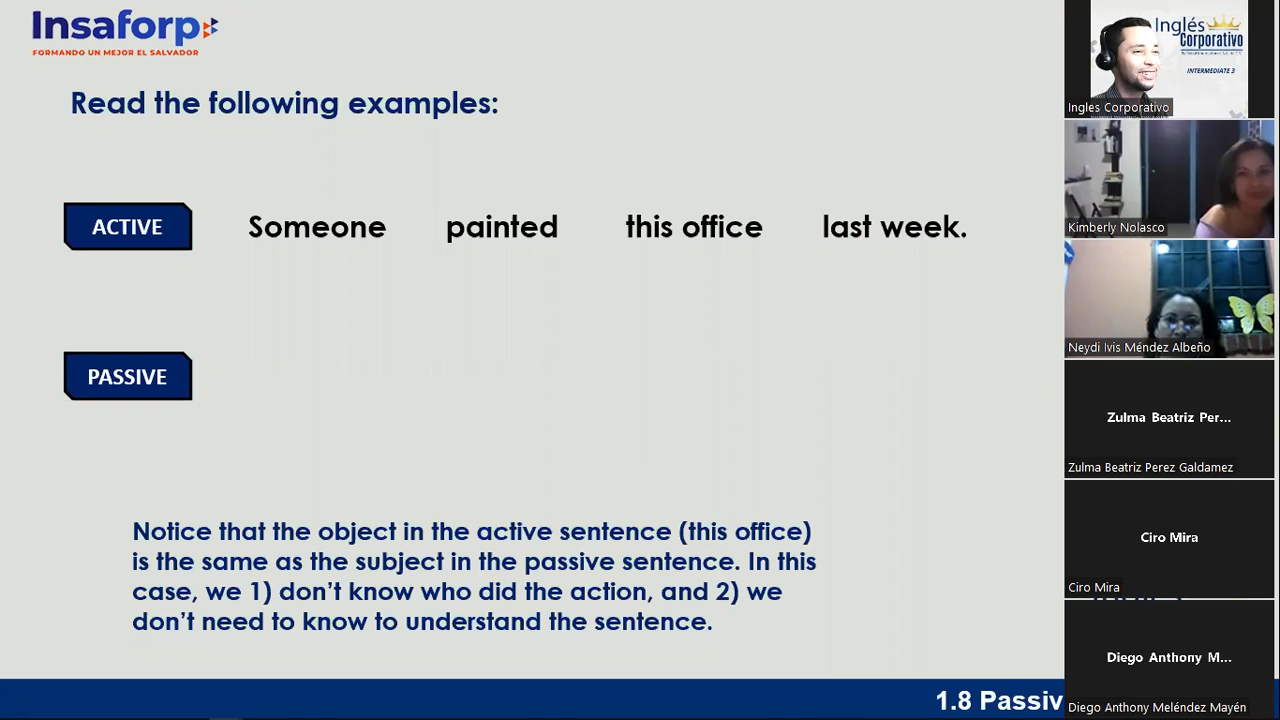 Insaforp
FORMANDO UN MEJOR EL SALVADOR
Read the following examples:
ACTIVE Someone painted this office last week.
PASSIVE
Notice that the object in the active sentence (this office)
is the same as the subject in the passive sentence. In this
case, we 1) don't know who did the action, and 2) we
don't need to know to understand the sentence.
1.8 Passiv
Inglés
Corporativo
INTERMEDIATE 3
Ingles Corporativo
Kimberly Nolasco
Neydi Ivis Méndez Albeño
Zulma Beatriz Per...
Zulma Beatriz Perez Galdamez
Ciro Mira
Ciro Mira
Diego Anthony M...
Diego Anthony Meléndez Mayén